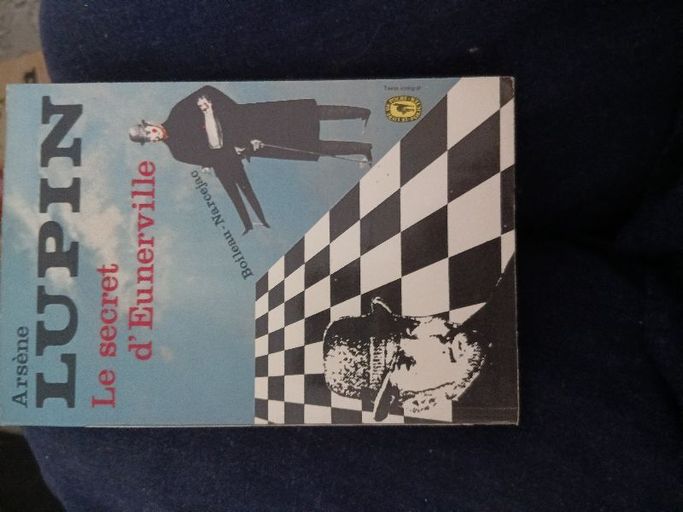 Arsène
LUPIN
Le secret
d'Eunerville
Boileau-Narcejac
Texte intégral